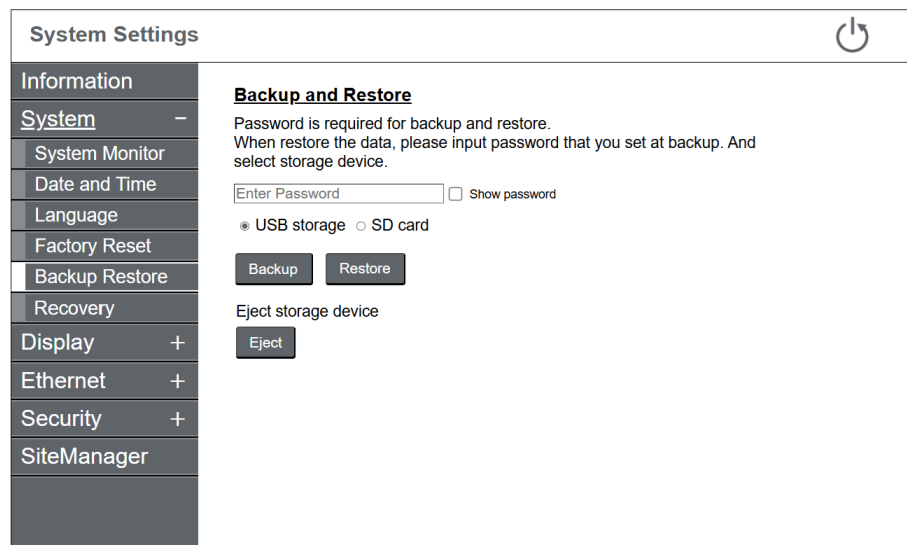 System Settings
Information
System −
System Monitor
Date and Time
Language
Factory Reset
Backup Restore
Recovery
Display +
Ethernet +
Security +
SiteManager
Backup and Restore
Password is required for backup and restore.
When restore the data, please input password that you set at backup. And
select storage device.
Enter Password Show password
USB storage SD card
Backup Restore
Eject storage device
Eject